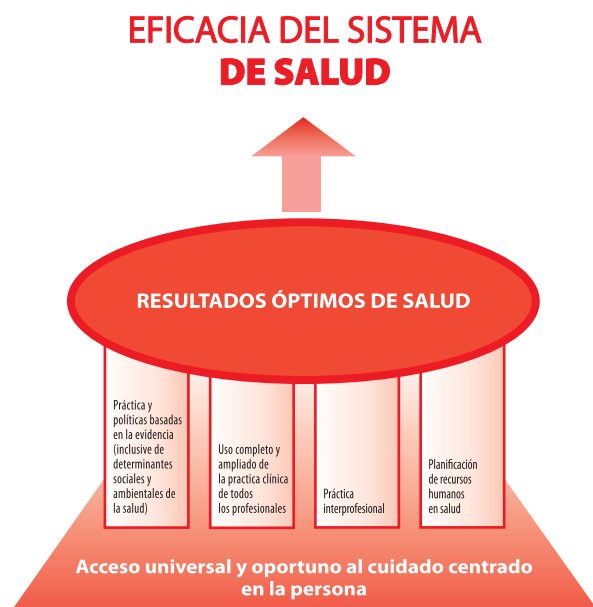 EFICACIA DEL SISTEMA
DE SALUD
RESULTADOS ÓPTIMOS DE SALUD
Práctica y
políticas basadas
en la evidencia
(inclusive de
determinantes
sociales y
ambientales de
la salud)
Uso completo y
ampliado de
la practica clínica
de todos
los profesionales
Práctica
interprofesional
Planificación
de recursos
humanos
en salud
Acceso universal y oportuno al cuidado centrado
en la persona